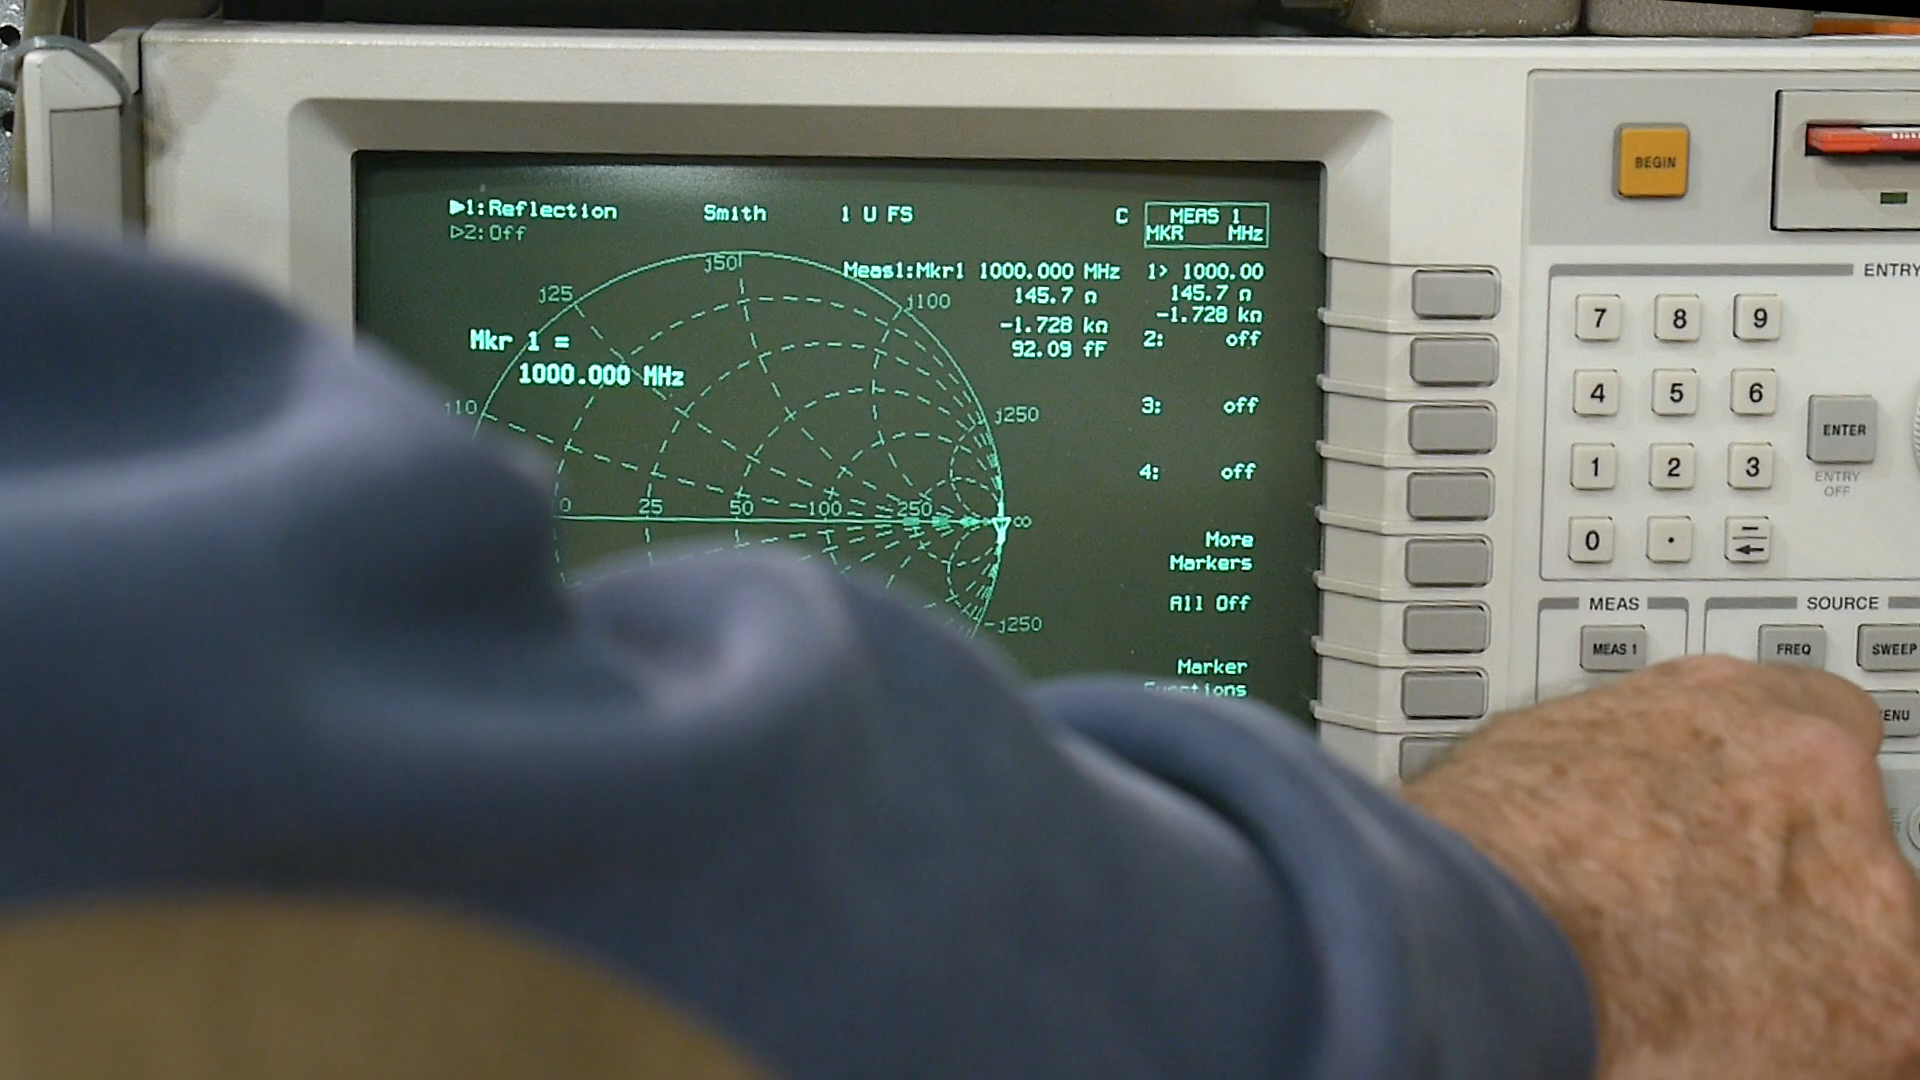 ▶1:Reflection Smith 1 U FS C MEAS 1
▷2:Off MKR MHz
Meas1:Mkr1 1000.000 MHz 1> 1000.00
145.7 Ω 145.7 Ω
-1.728 kΩ -1.728 kΩ
92.09 fF 2: off
Mkr 1 =
1000.000 MHz
3: off
4: off
More
Markers
All Off
Marker
Functions
j50
j25
j100
j10
j250
0 25 50 100 250 ∞
-j250
BEGIN
ENTRY
7 8 9
4 5 6
ENTER
1 2 3
ENTRY
OFF
0 .
MEAS SOURCE
MEAS 1 FREQ SWEEP